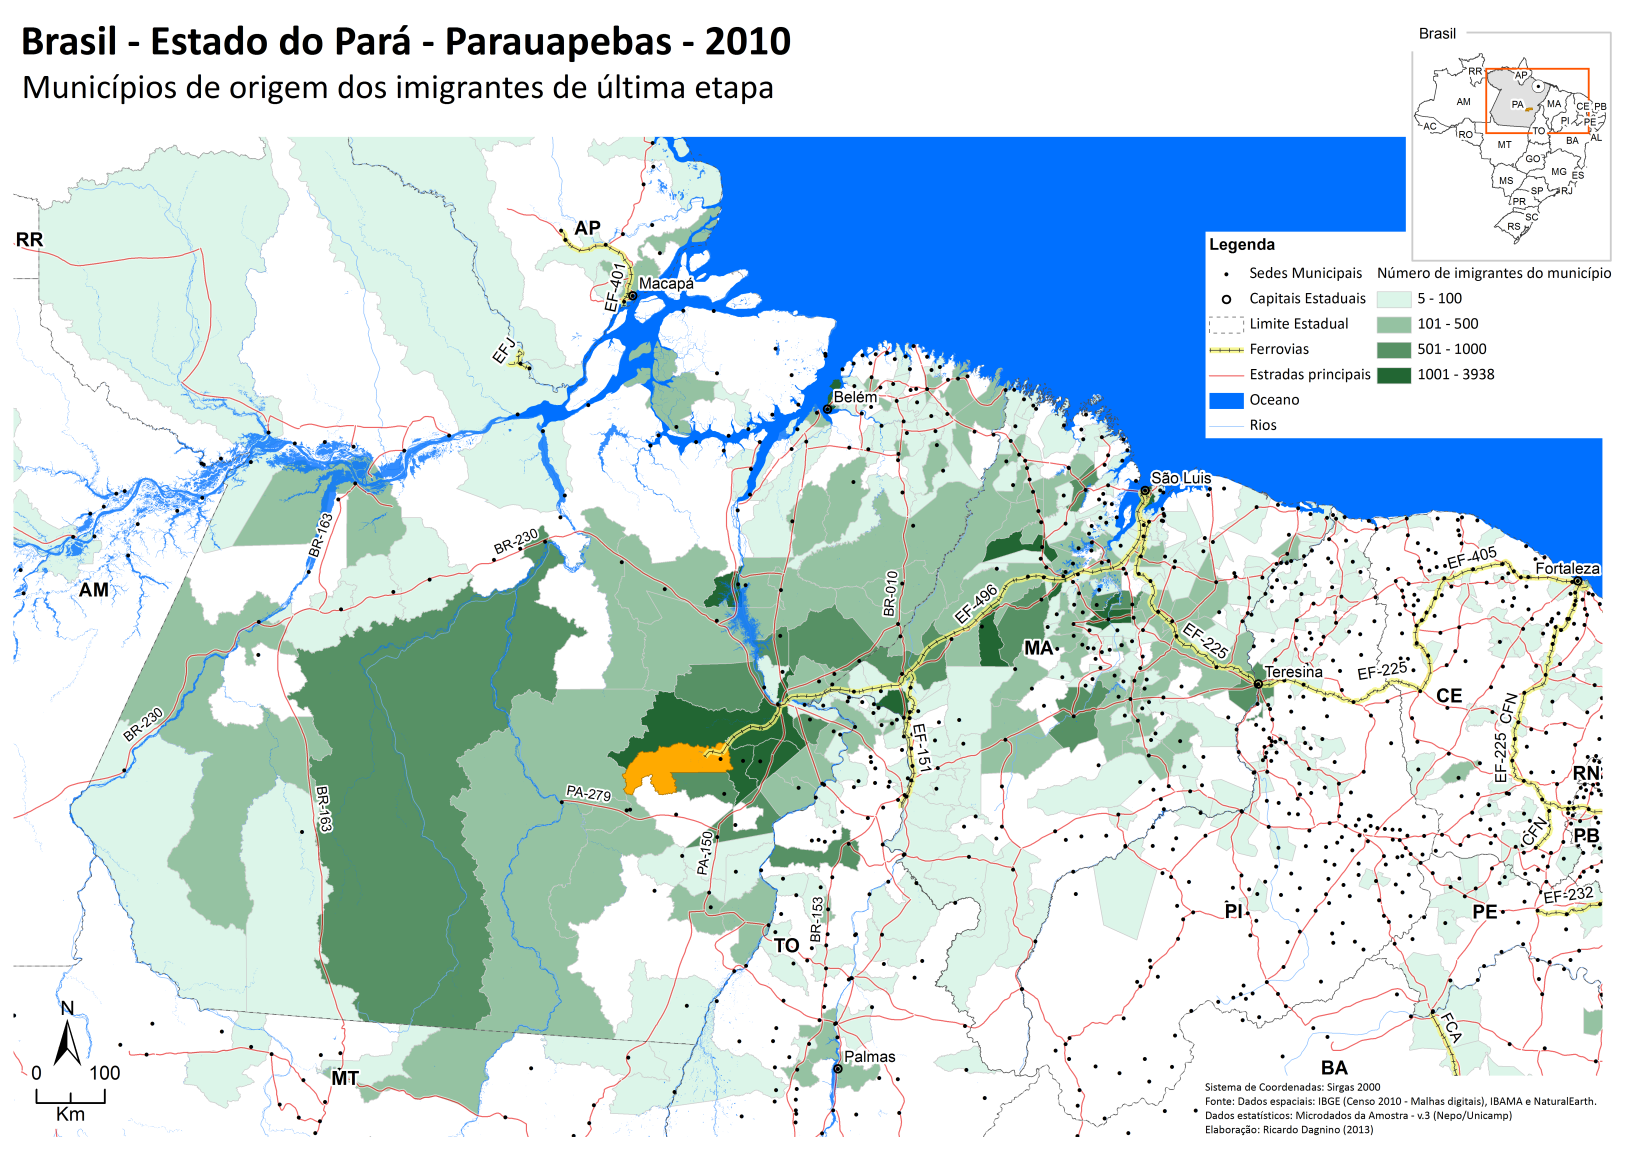 Brasil - Estado do Pará - Parauapebas - 2010
Municípios de origem dos imigrantes de última etapa
Brasil
RR
AP
AM
PA
MA
CE
PB
PI
PE
AC
RO
TO
AL
MT
BA
GO
MG
ES
MS
SP
RJ
PR
SC
RS
Legenda
Sedes Municipais
Capitais Estaduais
Limite Estadual
Ferrovias
Estradas principais
Oceano
Rios
Número de imigrantes do município
5 - 100
101 - 500
501 - 1000
1001 - 3938
RR
AP
EF-401
Macapá
EFJ
Belém
São Luis
BR-163
BR-230
AM
BR-010
EF-496
MA
EF-225
Teresina
EF-225
EF-405
Fortaleza
CE
CFN
EF-225
RN
CFN
PB
EF-232
PE
PI
BR-230
BR-163
PA-279
PA-150
EF-151
BR-153
TO
Palmas
MT
FCA
BA
N
0 100
Km
Sistema de Coordenadas: Sirgas 2000
Fonte: Dados espaciais: IBGE (Censo 2010 - Malhas digitais), IBAMA e NaturalEarth.
Dados estatísticos: Microdados da Amostra - v.3 (Nepo/Unicamp)
Elaboração: Ricardo Dagnino (2013)